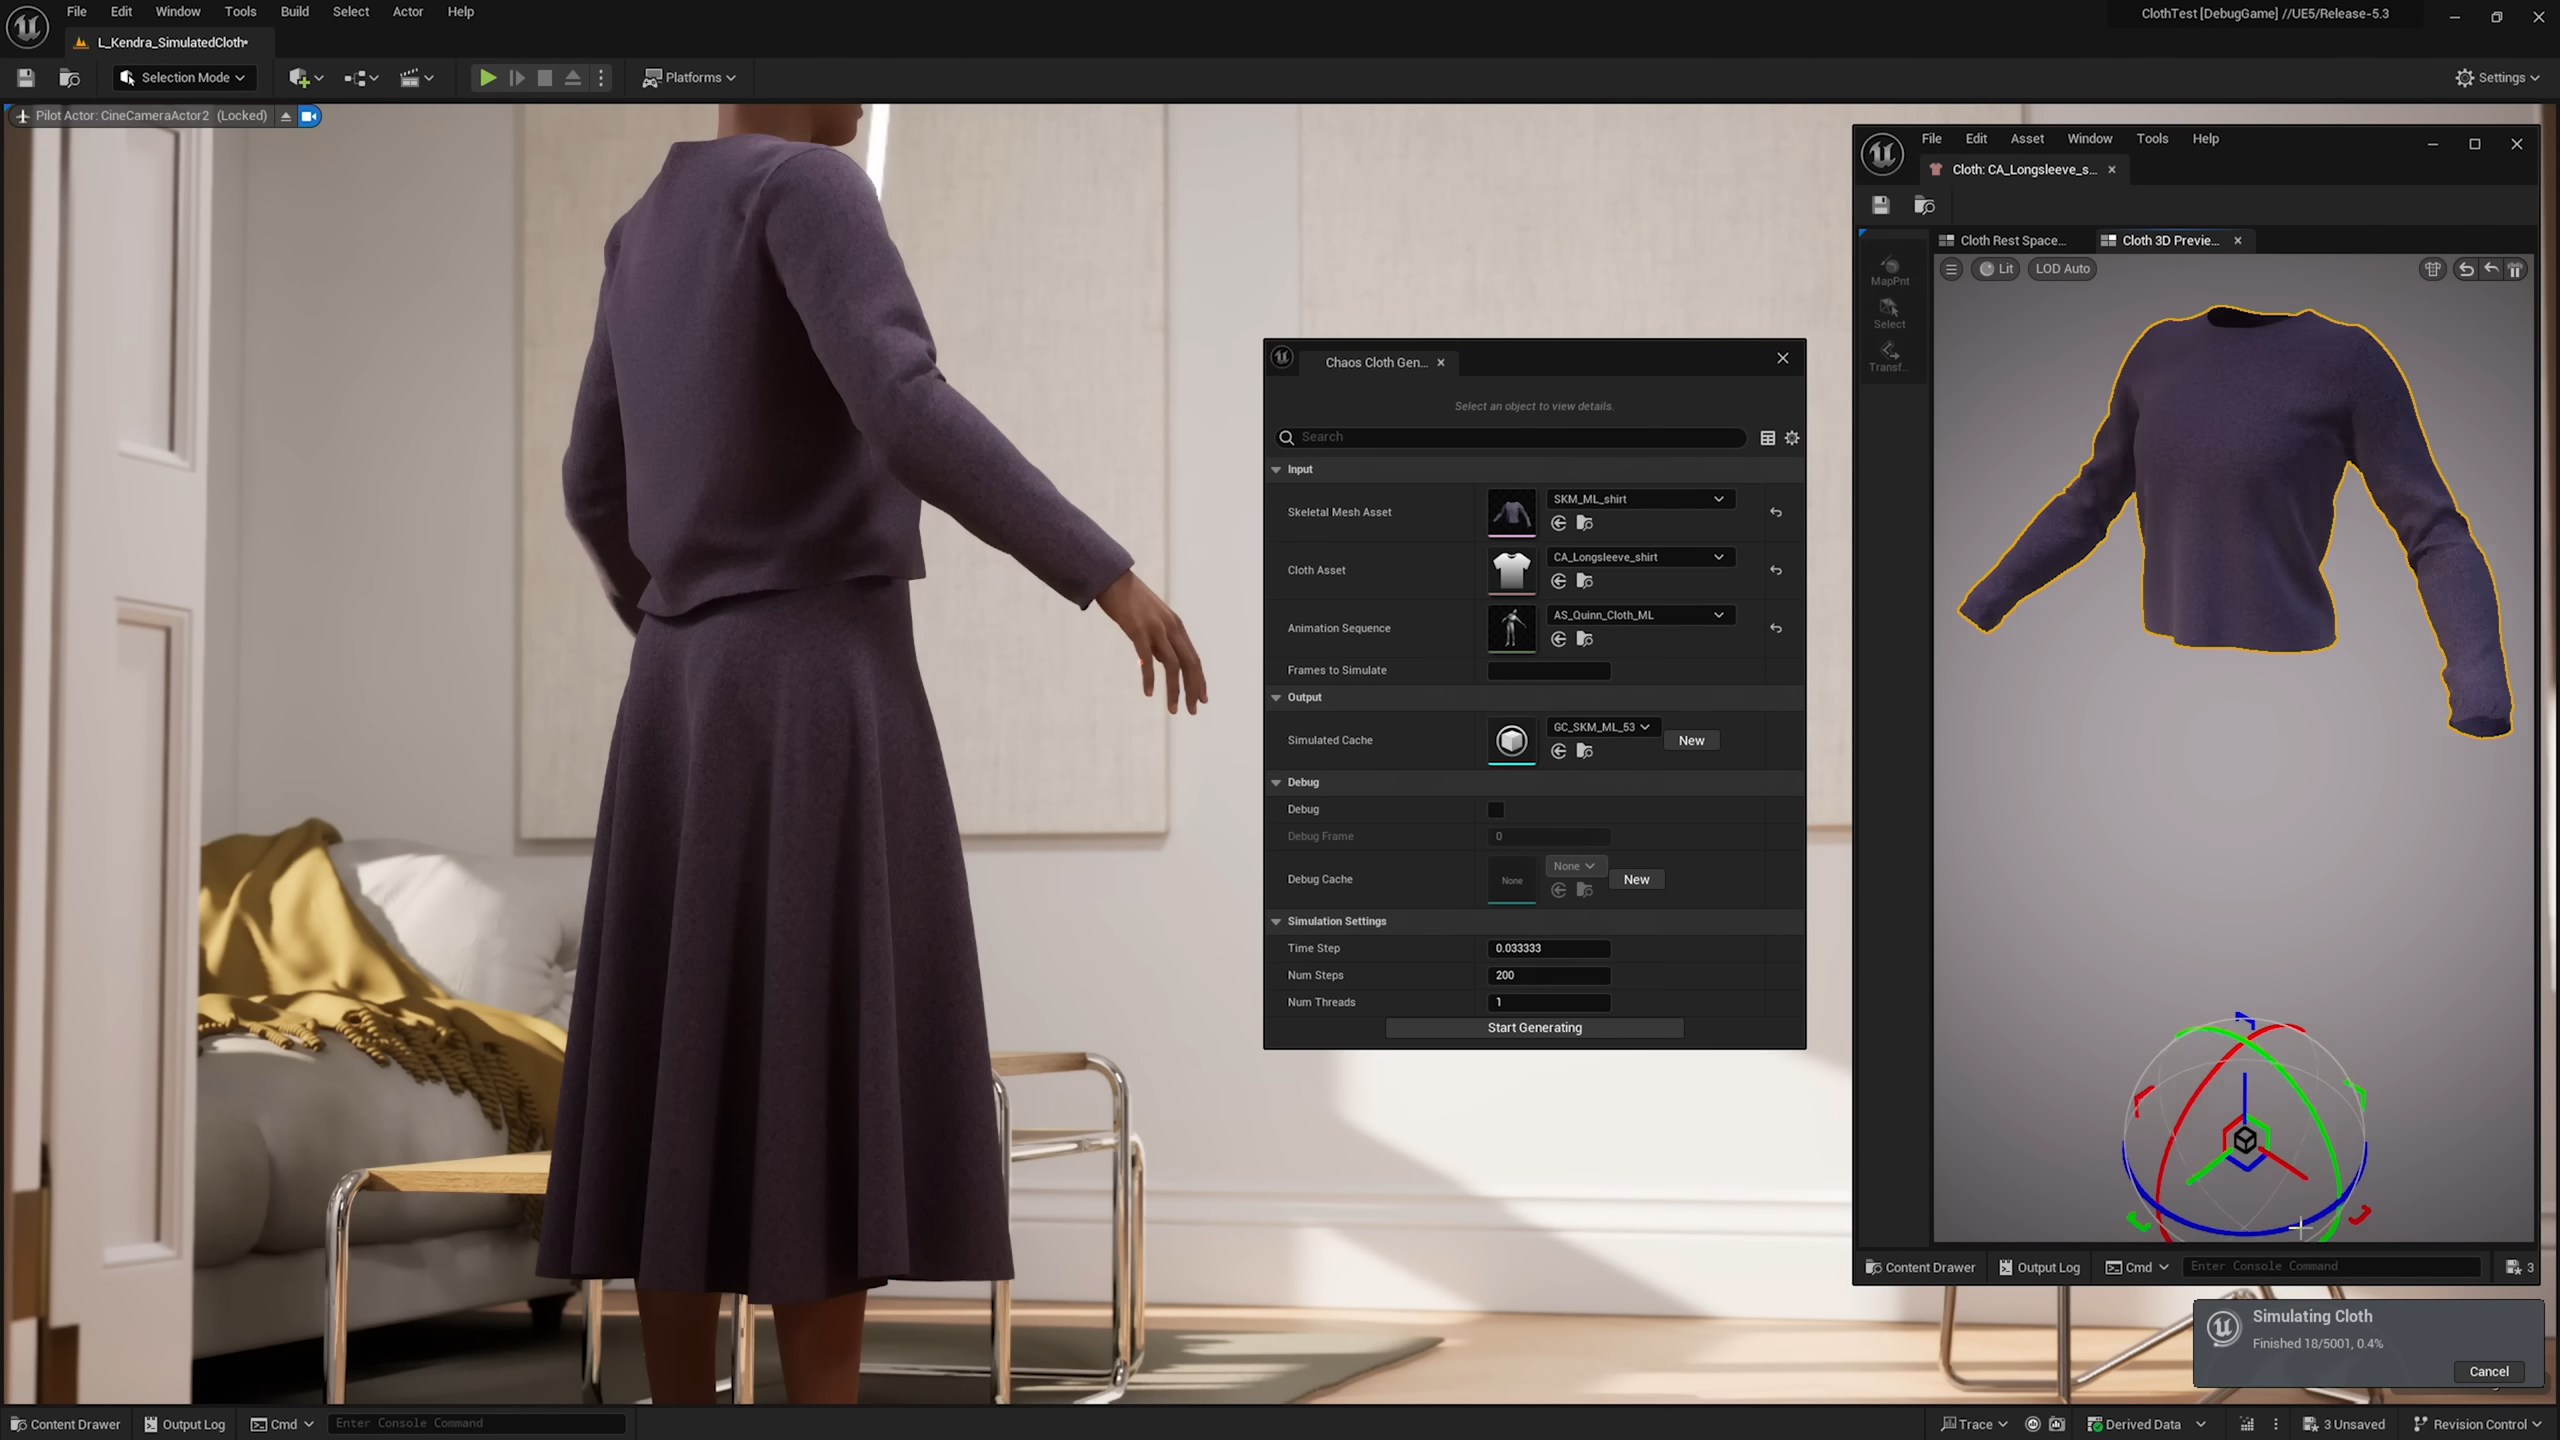 File Edit Window Tools Build Select Actor Help
ClothTest [DebugGame] //UE5/Release-5.3
L_Kendra_SimulatedCloth*
Selection Mode
Platforms
Settings
Pilot Actor: CineCameraActor2 (Locked)
File Edit Asset Window Tools Help
Cloth: CA_Longsleeve_s...
Cloth Rest Space...
Cloth 3D Previe...
Lit
LOD Auto
MapPnt
Select
Transf...
Chaos Cloth Gen...
Select an object to view details.
Search
Input
Skeletal Mesh Asset
SKM_ML_shirt
Cloth Asset
CA_Longsleeve_shirt
Animation Sequence
AS_Quinn_Cloth_ML
Frames to Simulate
Output
Simulated Cache
GC_SKM_ML_53
New
Debug
Debug
Debug Frame
0
Debug Cache
None
None
New
Simulation Settings
Time Step
0.033333
Num Steps
200
Num Threads
1
Start Generating
Content Drawer
Output Log
Cmd
Enter Console Command
3
Simulating Cloth
Finished 18/5001, 0.4%
Cancel
Content Drawer
Output Log
Cmd
Enter Console Command
Trace
Derived Data
3 Unsaved
Revision Control